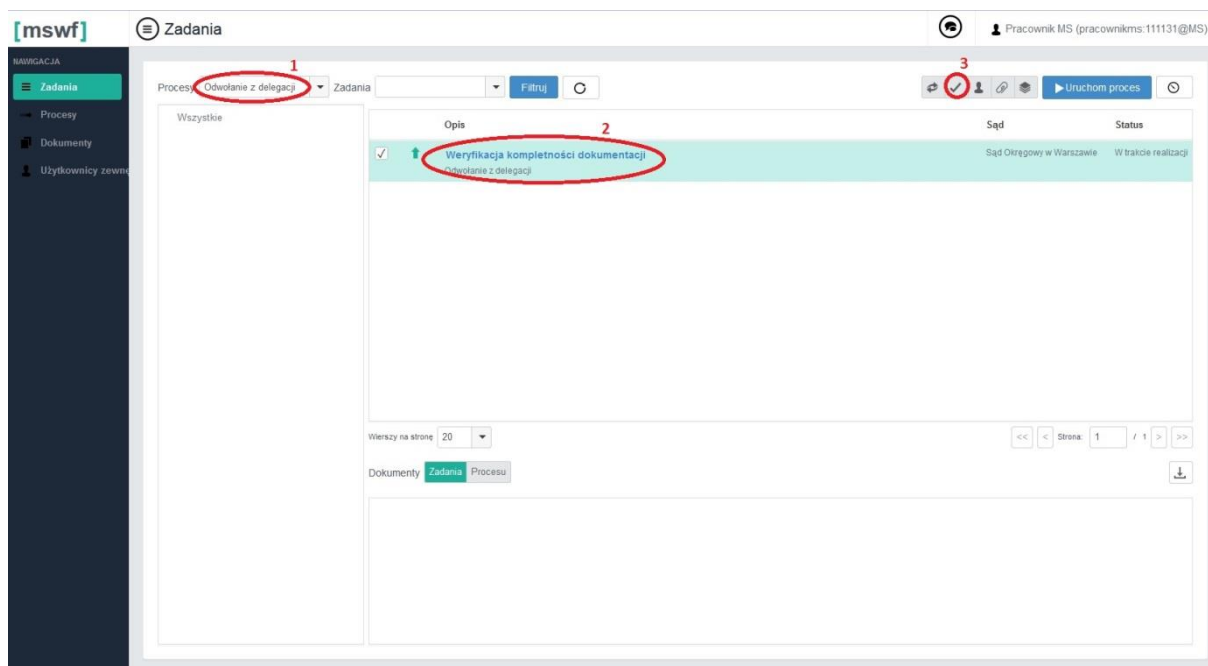 [mswf]
Zadania
Pracownik MS (pracownikms:111131@MS)
NAWIGACJA
Zadania
Procesy
Dokumenty
Użytkownicy zewnę
1
3
Procesy Odwołanie z delegacji Zadania Filtruj Uruchom proces
Wszystkie
Opis 2 Sąd Status
Weryfikacja kompletności dokumentacji Sąd Okręgowy w Warszawie W trakcie realizacji
Odwołanie z delegacji
Wierszy na stronę 20 << < Strona: 1 / 1 > >>
Dokumenty Zadania Procesu